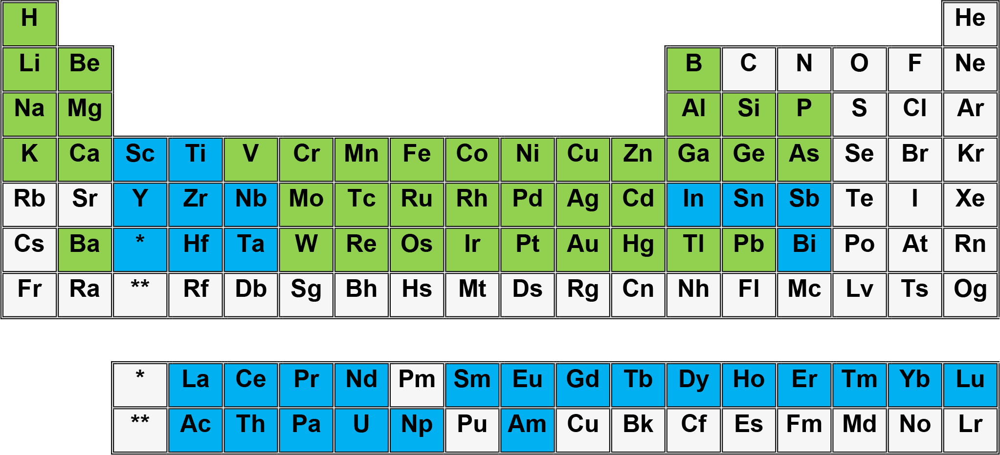 H He
Li Be B C N O F Ne
Na Mg Al Si P S Cl Ar
K Ca Sc Ti V Cr Mn Fe Co Ni Cu Zn Ga Ge As Se Br Kr
Rb Sr Y Zr Nb Mo Tc Ru Rh Pd Ag Cd In Sn Sb Te I Xe
Cs Ba * Hf Ta W Re Os Ir Pt Au Hg Tl Pb Bi Po At Rn
Fr Ra ** Rf Db Sg Bh Hs Mt Ds Rg Cn Nh Fl Mc Lv Ts Og
* La Ce Pr Nd Pm Sm Eu Gd Tb Dy Ho Er Tm Yb Lu
** Ac Th Pa U Np Pu Am Cu Bk Cf Es Fm Md No Lr